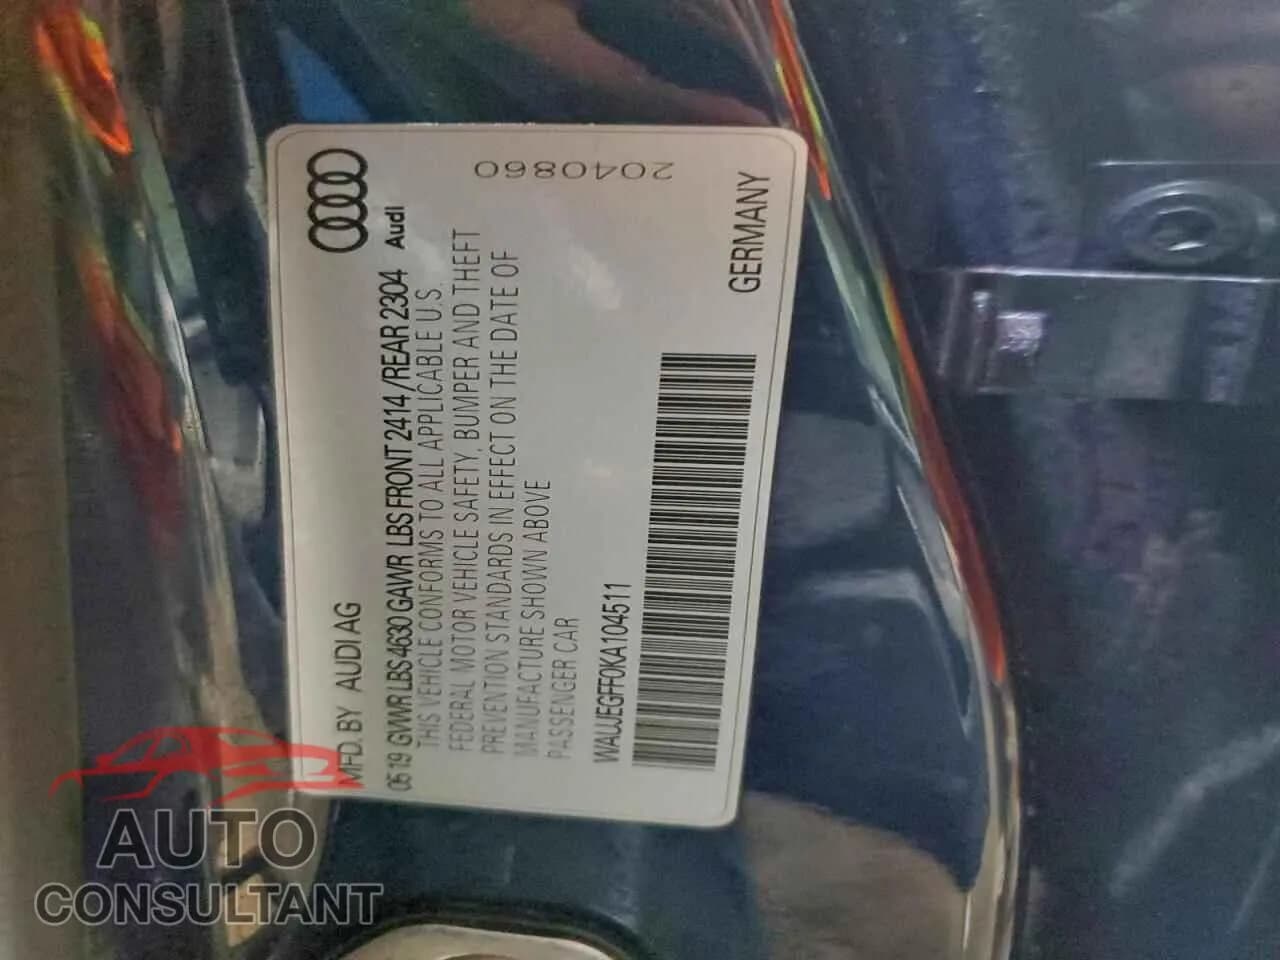 Audi
MFD. BY AUDI AG
05 19 GVWR LBS 4630 GAWR LBS FRONT 2414 /REAR 2304
THIS VEHICLE CONFORMS TO ALL APPLICABLE U.S.
FEDERAL MOTOR VEHICLE SAFETY, BUMPER AND THEFT
PREVENTION STANDARDS IN EFFECT ON THE DATE OF
MANUFACTURE SHOWN ABOVE
PASSENGER CAR
WAUJEGFF0KA104511
GERMANY
2040860
AUTO
CONSULTANT